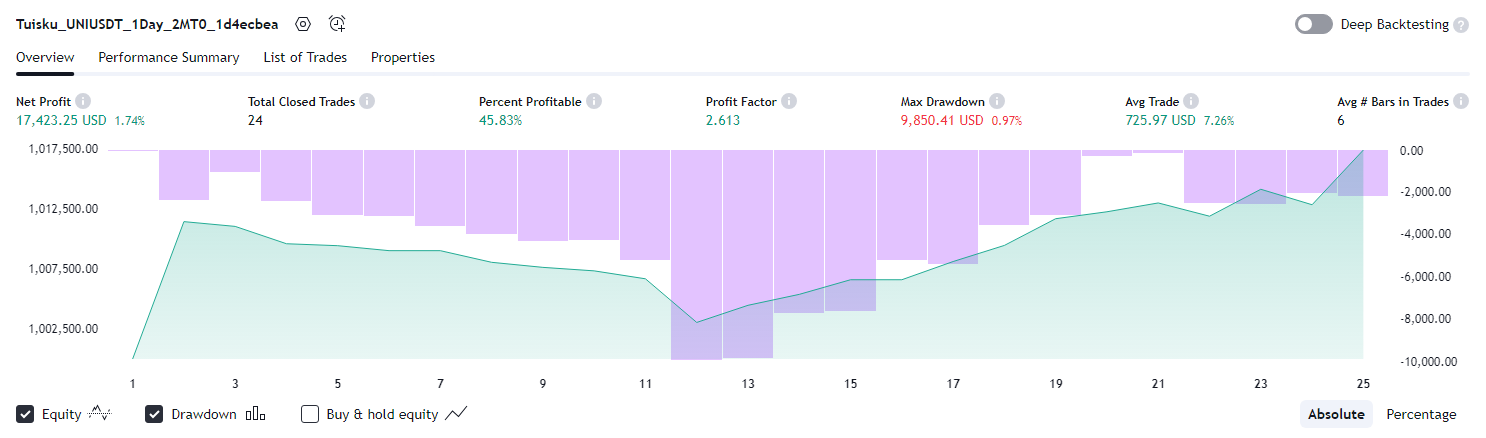 Tuisku_UNIUSDT_1Day_2MT0_1d4ecbea
Deep Backtesting ?
Overview Performance Summary List of Trades Properties
Net Profit Total Closed Trades Percent Profitable Profit Factor Max Drawdown Avg Trade Avg # Bars in Trades
17,423.25 USD 1.74% 24 45.83% 2.613 9,850.41 USD 0.97% 725.97 USD 7.26% 6
1,017,500.00 0.00
1,012,500.00 -2,000.00
-4,000.00
1,007,500.00 -6,000.00
1,002,500.00 -8,000.00
-10,000.00
1 3 5 7 9 11 13 15 17 19 21 23 25
Equity Drawdown Buy & hold equity Absolute Percentage